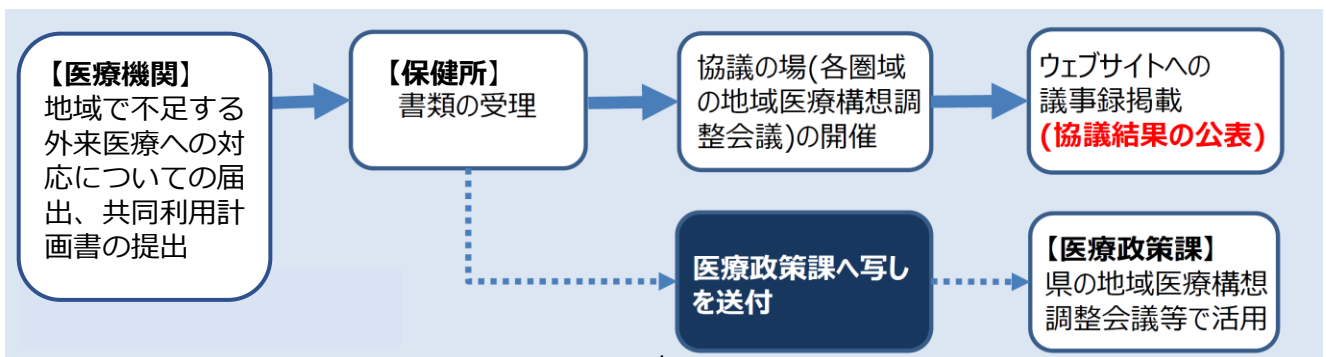 【医療機関】
地域で不足する
外来医療への対
応についての届
出、共同利用計
画書の提出
【保健所】
書類の受理
協議の場(各圏域
の地域医療構想調
整会議)の開催
ウェブサイトへの
議事録掲載
(協議結果の公表)
医療政策課へ写し
を送付
【医療政策課】
県の地域医療構想
調整会議等で活用